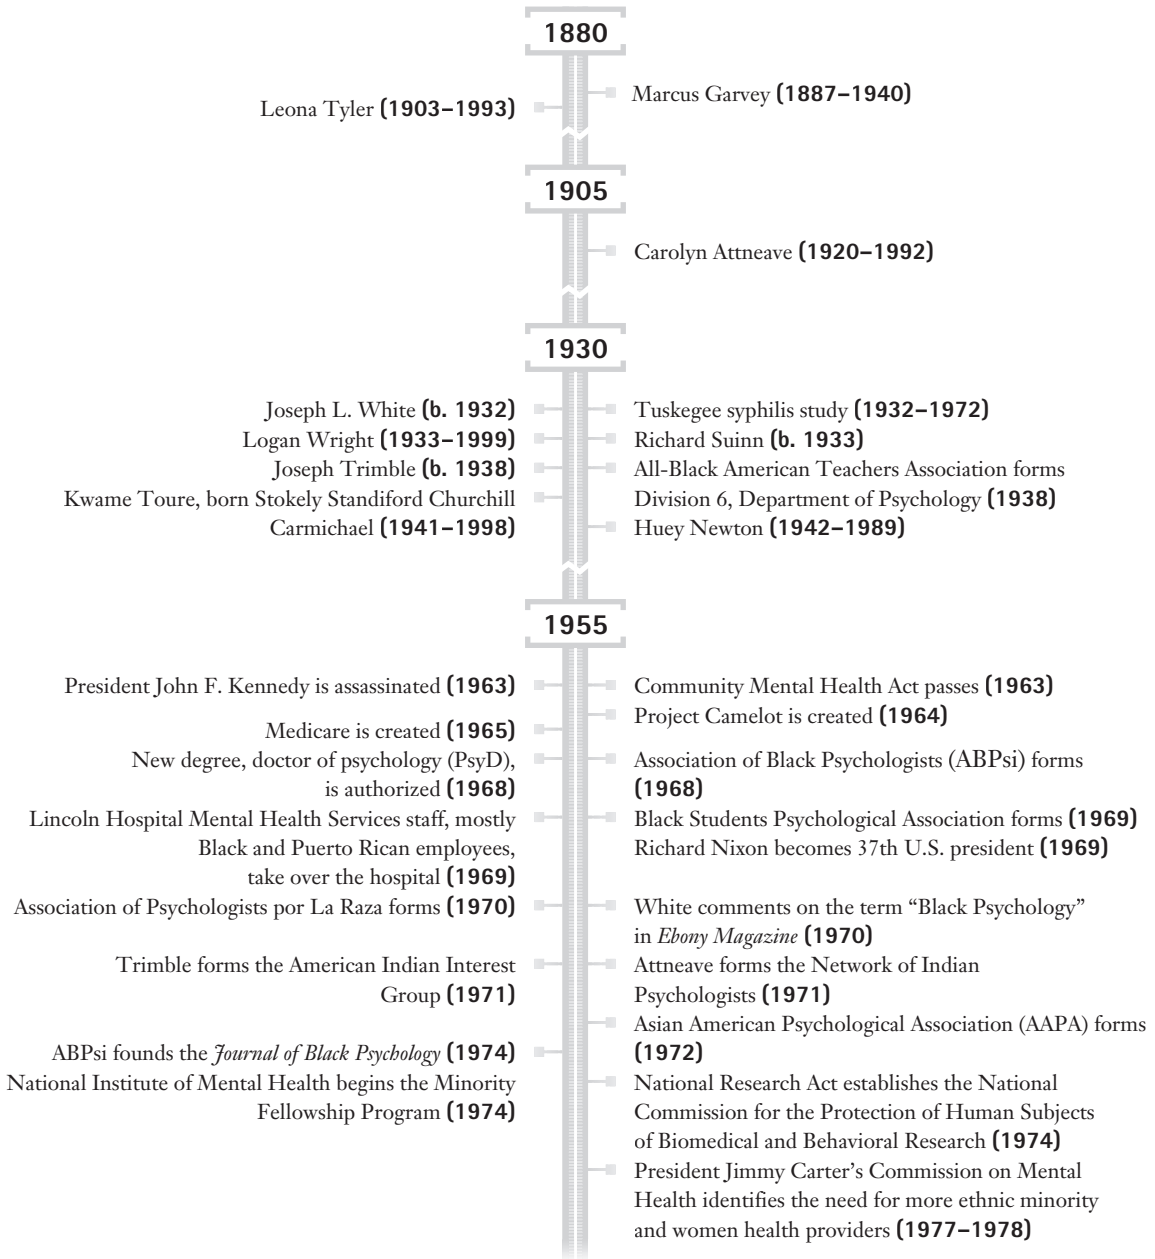 1880
Marcus Garvey (1887–1940)
Leona Tyler (1903–1993)
1905
Carolyn Attneave (1920–1992)
1930
Joseph L. White (b. 1932)
Tuskegee syphilis study (1932–1972)
Logan Wright (1933–1999)
Richard Suinn (b. 1933)
Joseph Trimble (b. 1938)
All-Black American Teachers Association forms
Division 6, Department of Psychology (1938)
Kwame Toure, born Stokely Standiford Churchill
Carmichael (1941–1998)
Huey Newton (1942–1989)
1955
President John F. Kennedy is assassinated (1963)
Community Mental Health Act passes (1963)
Project Camelot is created (1964)
Medicare is created (1965)
New degree, doctor of psychology (PsyD),
is authorized (1968)
Association of Black Psychologists (ABPsi) forms
(1968)
Lincoln Hospital Mental Health Services staff, mostly
Black and Puerto Rican employees,
take over the hospital (1969)
Black Students Psychological Association forms (1969)
Richard Nixon becomes 37th U.S. president (1969)
Association of Psychologists por La Raza forms (1970)
White comments on the term “Black Psychology”
in Ebony Magazine (1970)
Trimble forms the American Indian Interest
Group (1971)
Attneave forms the Network of Indian
Psychologists (1971)
Asian American Psychological Association (AAPA) forms
(1972)
ABPsi founds the Journal of Black Psychology (1974)
National Institute of Mental Health begins the Minority
Fellowship Program (1974)
National Research Act establishes the National
Commission for the Protection of Human Subjects
of Biomedical and Behavioral Research (1974)
President Jimmy Carter’s Commission on Mental
Health identifies the need for more ethnic minority
and women health providers (1977–1978)